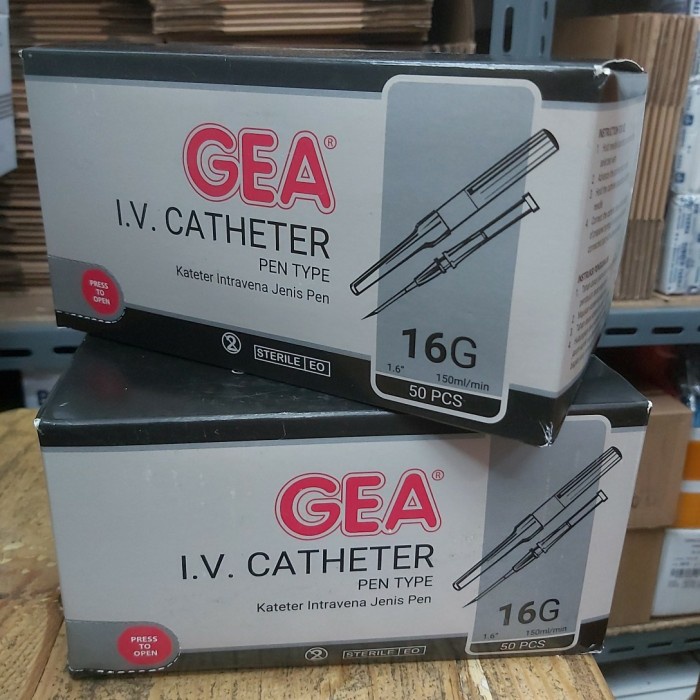 GEA®
I.V. CATHETER
PEN TYPE
Kateter Intravena Jenis Pen
PRESS
TO
OPEN
STERILE EO
16G
1.6" 150ml/min
50 PCS
GEA®
I.V. CATHETER
PEN TYPE
Kateter Intravena Jenis Pen
PRESS
TO OPEN
STERILE EO
16G
1.6" 150ml/min
50 PCS